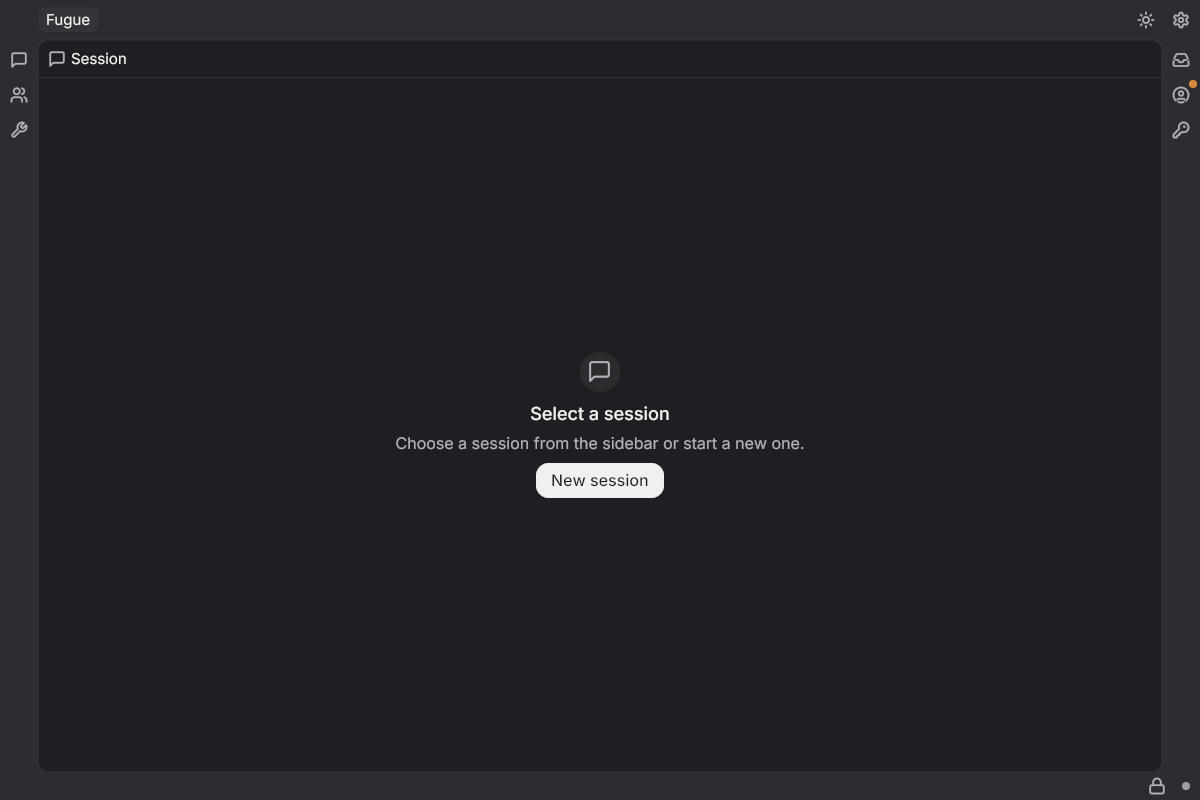 Fugue
Session
Select a session
Choose a session from the sidebar or start a new one.
New session